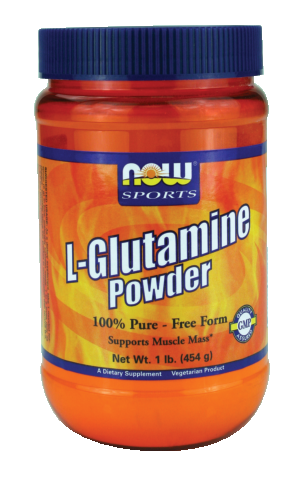 NOW
SPORTS
L-Glutamine
Powder
100% Pure - Free Form
Supports Muscle Mass*
Net Wt. 1 lb. (454 g)
A Dietary Supplement Vegetarian Product
GMP